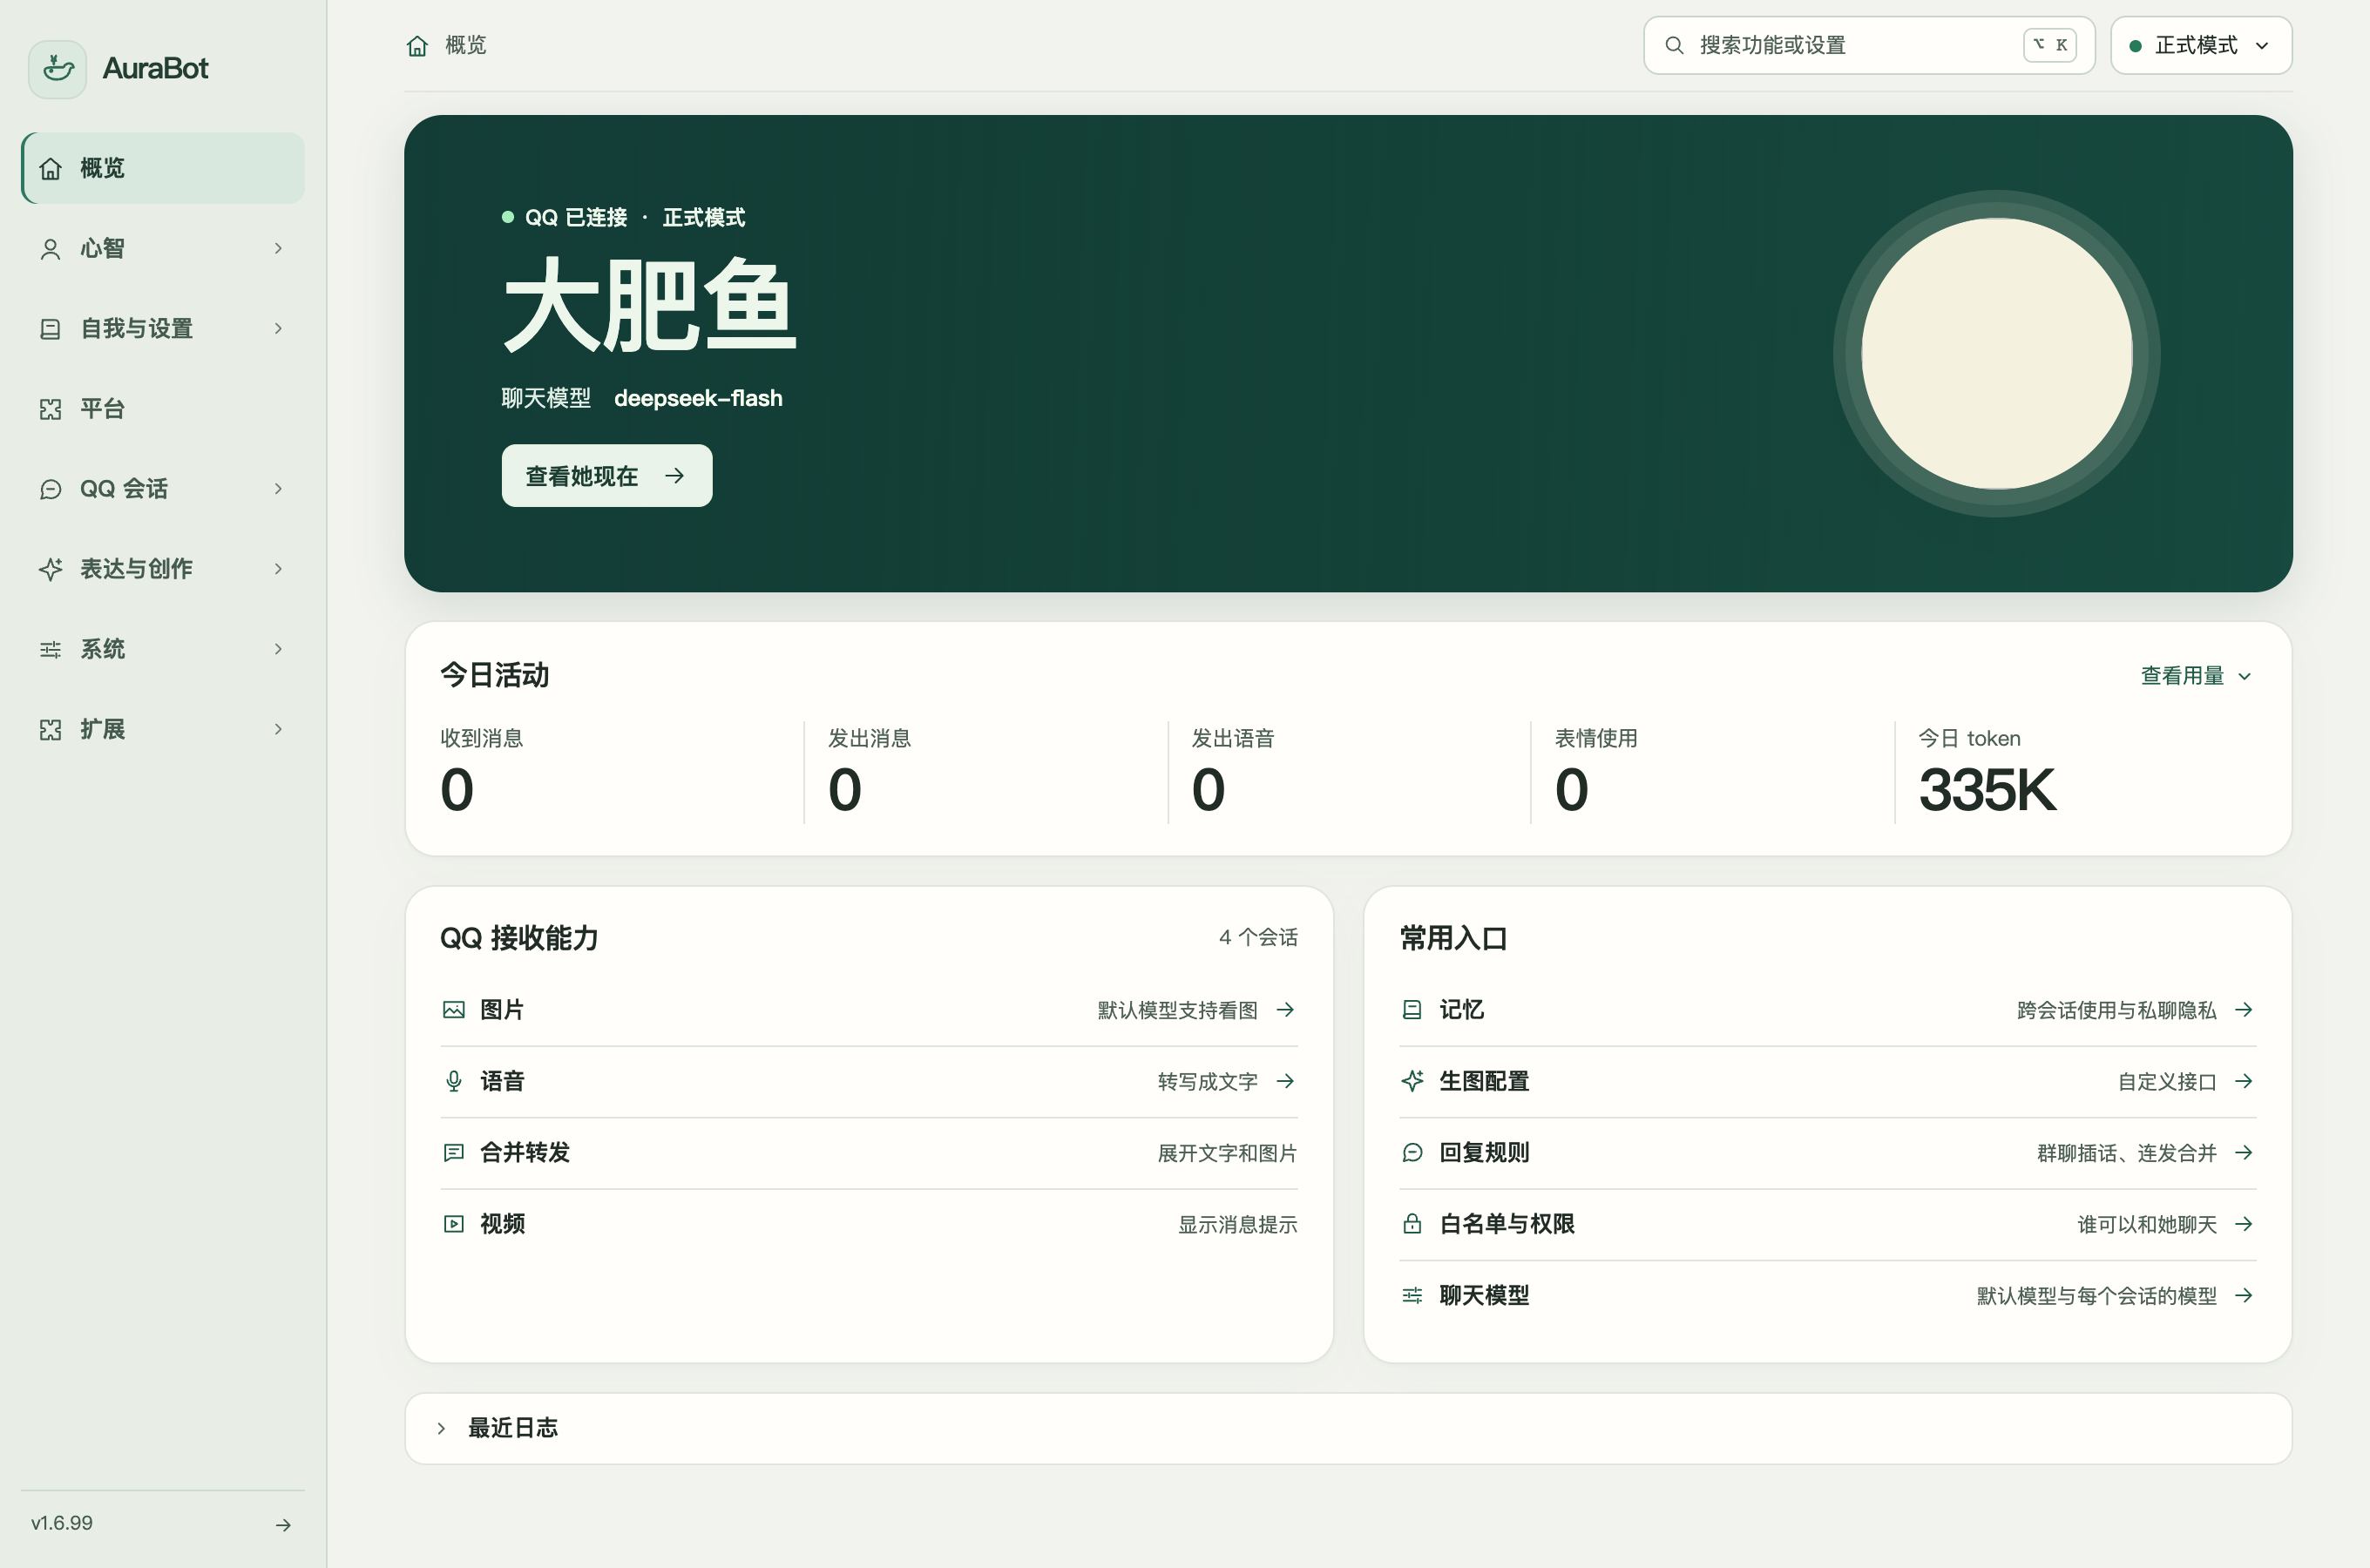 AuraBot
概览
心智
自我与设置
平台
QQ 会话
表达与创作
系统
扩展
v1.6.99
概览
搜索功能或设置
⌥ K
正式模式
QQ 已连接 · 正式模式
大肥鱼
聊天模型 deepseek-flash
查看她现在
今日活动
查看用量
收到消息
0
发出消息
0
发出语音
0
表情使用
0
今日 token
335K
QQ 接收能力
4 个会话
图片
默认模型支持看图
语音
转写成文字
合并转发
展开文字和图片
视频
显示消息提示
常用入口
记忆
跨会话使用与私聊隐私
生图配置
自定义接口
回复规则
群聊插话、连发合并
白名单与权限
谁可以和她聊天
聊天模型
默认模型与每个会话的模型
最近日志